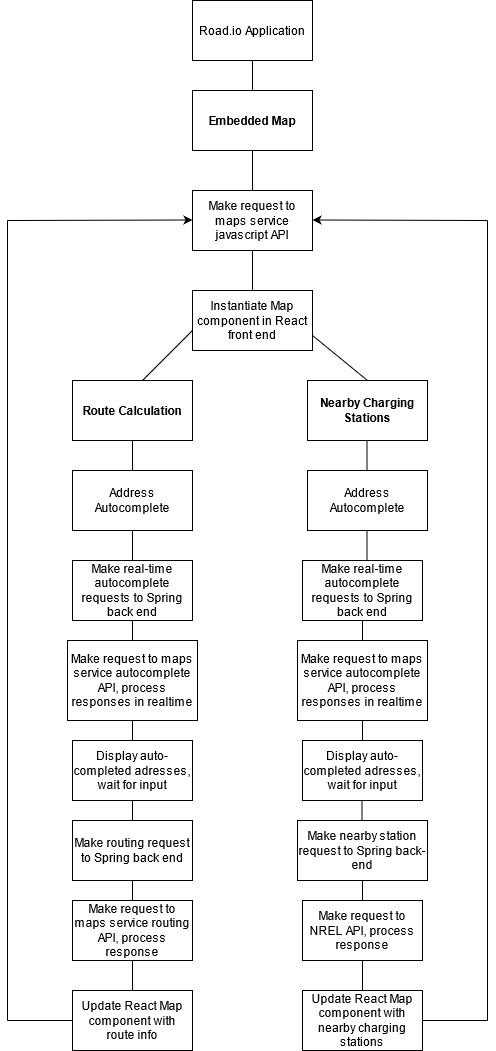 Road.io Application
Embedded Map
Make request to
maps service
javascript API
Instantiate Map
component in React
front end
Route Calculation
Address
Autocomplete
Make real-time
autocomplete
requests to Spring
back end
Make request to maps
service autocomplete
API, process
responses in realtime
Display auto-
completed adresses,
wait for input
Make routing request
to Spring back end
Make request to
maps service routing
API, process
response
Update React Map
component with
route info
Nearby Charging
Stations
Address
Autocomplete
Make real-time
autocomplete
requests to Spring
back end
Make request to maps
service autocomplete
API, process
responses in realtime
Display auto-
completed adresses,
wait for input
Make nearby station
request to Spring back-
end
Make request to
NREL API, process
response
Update React Map
component with
nearby charging
stations